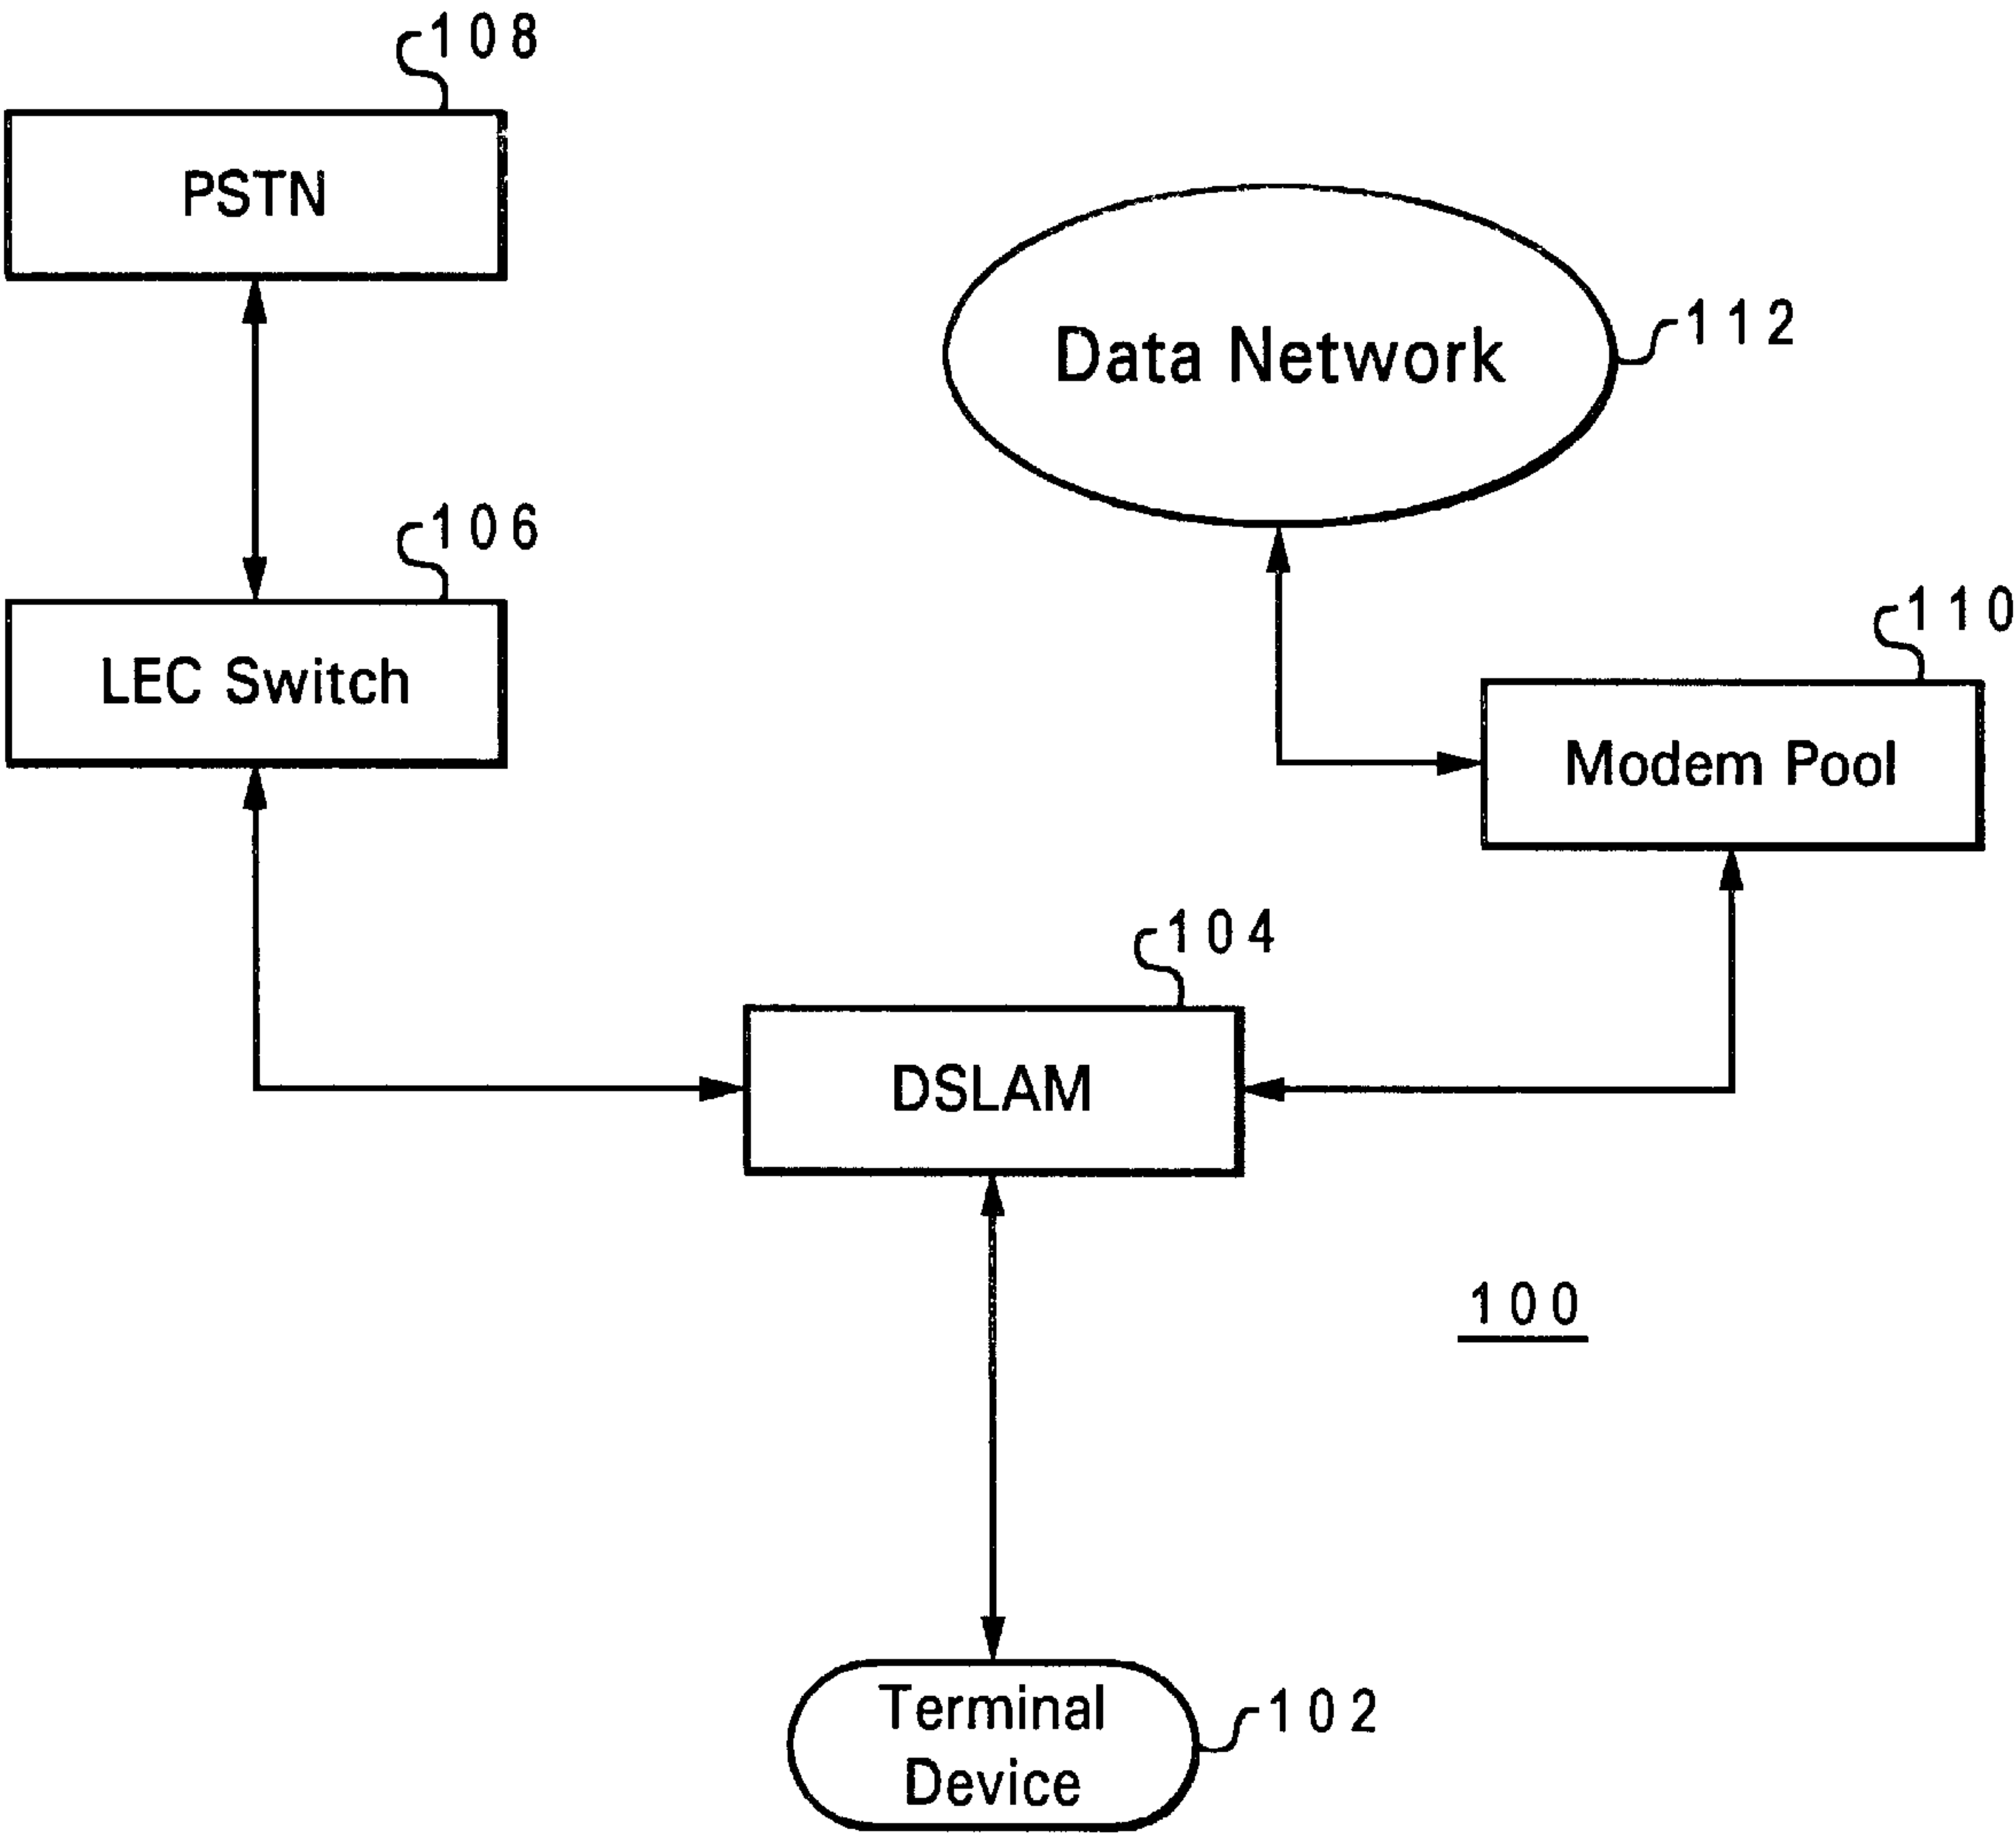 108
PSTN
Data Network
112
106
LEC Switch
110
Modem Pool
104
DSLAM
100
Terminal
Device
102